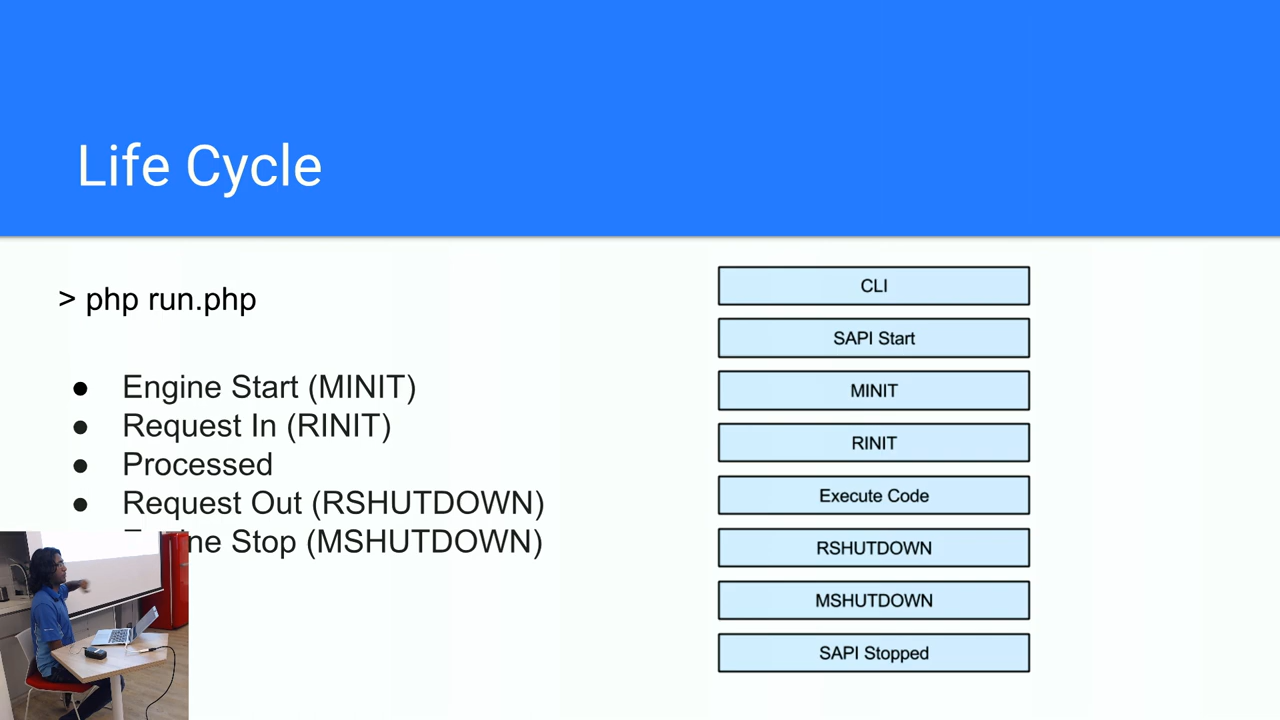 Life Cycle
> php run.php
● Engine Start (MINIT)
● Request In (RINIT)
● Processed
● Request Out (RSHUTDOWN)
Stop (MSHUTDOWN)
CLI
SAPI Start
MINIT
RINIT
Execute Code
RSHUTDOWN
MSHUTDOWN
SAPI Stopped